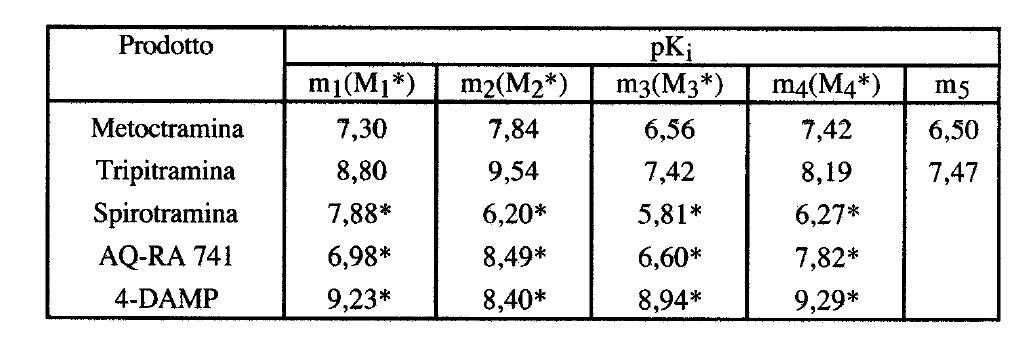 Prodotto pKi
m1(M1*) m2(M2*) m3(M3*) m4(M4*) m5
Metoctramina 7,30 7,84 6,56 7,42 6,50
Tripitramina 8,80 9,54 7,42 8,19 7,47
Spirotramina 7,88* 6,20* 5,81* 6,27*
AQ-RA 741 6,98* 8,49* 6,60* 7,82*
4-DAMP 9,23* 8,40* 8,94* 9,29*